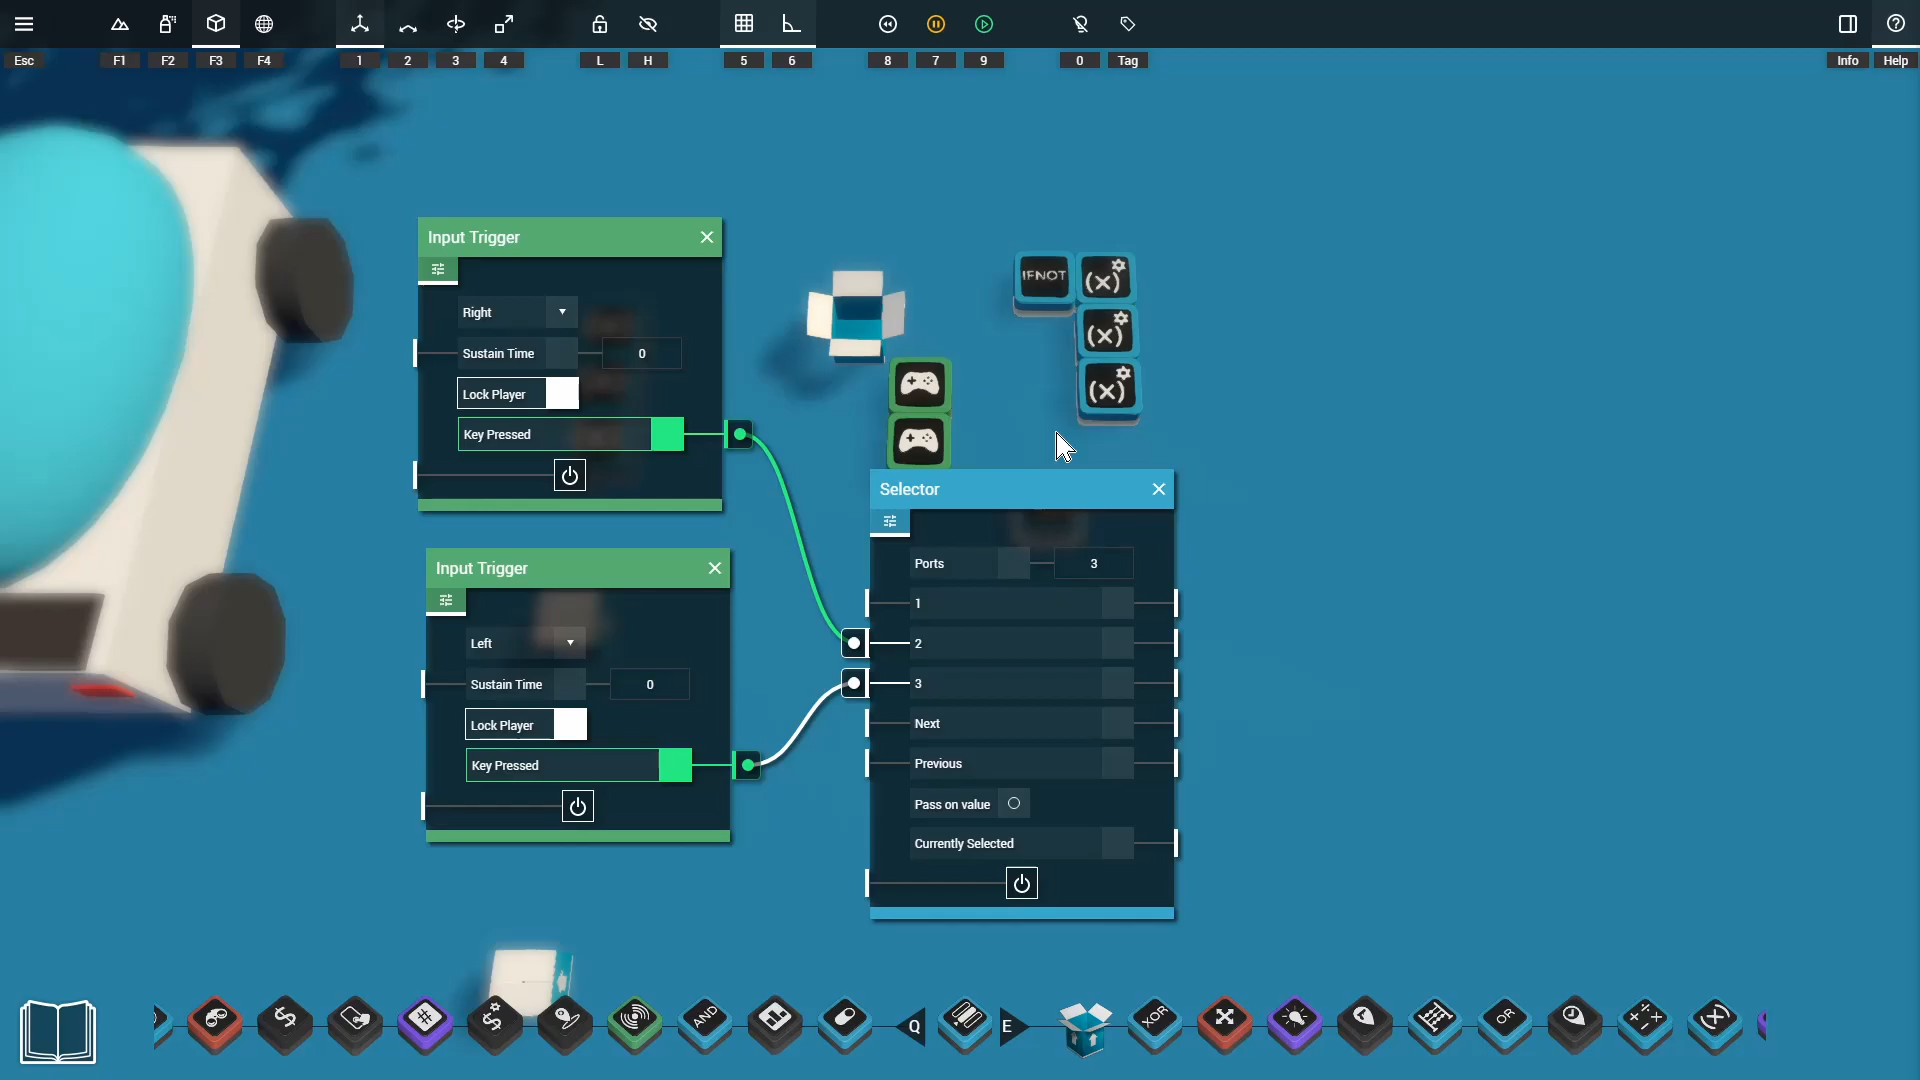 Esc F1 F2 F3 F4 1 2 3 4 L H 5 6 8 7 9 0 Tag Info Help
Input Trigger
Right
Sustain Time 0
Lock Player
Key Pressed
IFNOT (x)
(x)
(x)
Selector
Ports 3
1
2
3
Next
Previous
Pass on value
Currently Selected
Input Trigger
Left
Sustain Time 0
Lock Player
Key Pressed
AND Q E XOR OR